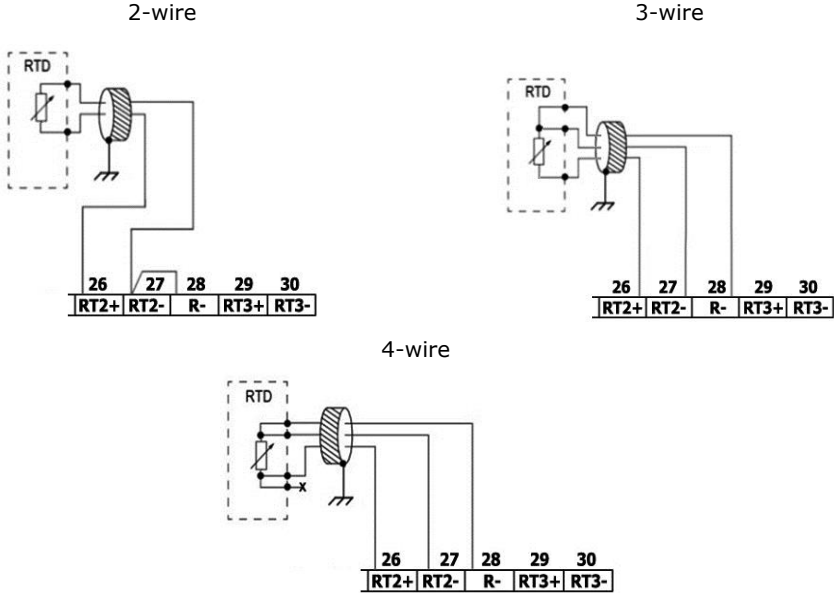 2-wire
3-wire
RTD
RTD
26 27 28 29 30
RT2+ RT2- R- RT3+ RT3-
26 27 28 29 30
RT2+ RT2- R- RT3+ RT3-
4-wire
RTD
x
26 27 28 29 30
RT2+ RT2- R- RT3+ RT3-